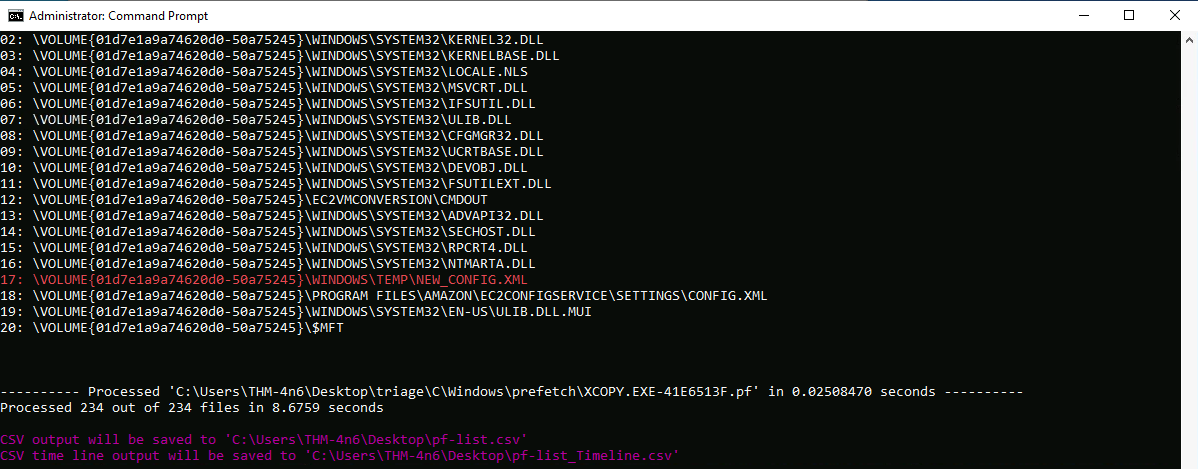 Administrator: Command Prompt
02: \VOLUME{01d7e1a9a74620d0-50a75245}\WINDOWS\SYSTEM32\KERNEL32.DLL
03: \VOLUME{01d7e1a9a74620d0-50a75245}\WINDOWS\SYSTEM32\KERNELBASE.DLL
04: \VOLUME{01d7e1a9a74620d0-50a75245}\WINDOWS\SYSTEM32\LOCALE.NLS
05: \VOLUME{01d7e1a9a74620d0-50a75245}\WINDOWS\SYSTEM32\MSVCRT.DLL
06: \VOLUME{01d7e1a9a74620d0-50a75245}\WINDOWS\SYSTEM32\IFSUTIL.DLL
07: \VOLUME{01d7e1a9a74620d0-50a75245}\WINDOWS\SYSTEM32\ULIB.DLL
08: \VOLUME{01d7e1a9a74620d0-50a75245}\WINDOWS\SYSTEM32\CFGMGR32.DLL
09: \VOLUME{01d7e1a9a74620d0-50a75245}\WINDOWS\SYSTEM32\UCRTBASE.DLL
10: \VOLUME{01d7e1a9a74620d0-50a75245}\WINDOWS\SYSTEM32\DEVOBJ.DLL
11: \VOLUME{01d7e1a9a74620d0-50a75245}\WINDOWS\SYSTEM32\FSUTILEXT.DLL
12: \VOLUME{01d7e1a9a74620d0-50a75245}\EC2VMCONVERSION\CMDOUT
13: \VOLUME{01d7e1a9a74620d0-50a75245}\WINDOWS\SYSTEM32\ADVAPI32.DLL
14: \VOLUME{01d7e1a9a74620d0-50a75245}\WINDOWS\SYSTEM32\SECHOST.DLL
15: \VOLUME{01d7e1a9a74620d0-50a75245}\WINDOWS\SYSTEM32\RPCRT4.DLL
16: \VOLUME{01d7e1a9a74620d0-50a75245}\WINDOWS\SYSTEM32\NTMARTA.DLL
17: \VOLUME{01d7e1a9a74620d0-50a75245}\WINDOWS\TEMP\NEW_CONFIG.XML
18: \VOLUME{01d7e1a9a74620d0-50a75245}\PROGRAM FILES\AMAZON\EC2CONFIGSERVICE\SETTINGS\CONFIG.XML
19: \VOLUME{01d7e1a9a74620d0-50a75245}\WINDOWS\SYSTEM32\EN-US\ULIB.DLL.MUI
20: \VOLUME{01d7e1a9a74620d0-50a75245}\$MFT
---------- Processed 'C:\Users\THM-4n6\Desktop\triage\C\Windows\prefetch\XCOPY.EXE-41E6513F.pf' in 0.02508470 seconds ----------
Processed 234 out of 234 files in 8.6759 seconds
CSV output will be saved to 'C:\Users\THM-4n6\Desktop\pf-list.csv'
CSV time line output will be saved to 'C:\Users\THM-4n6\Desktop\pf-list_Timeline.csv'